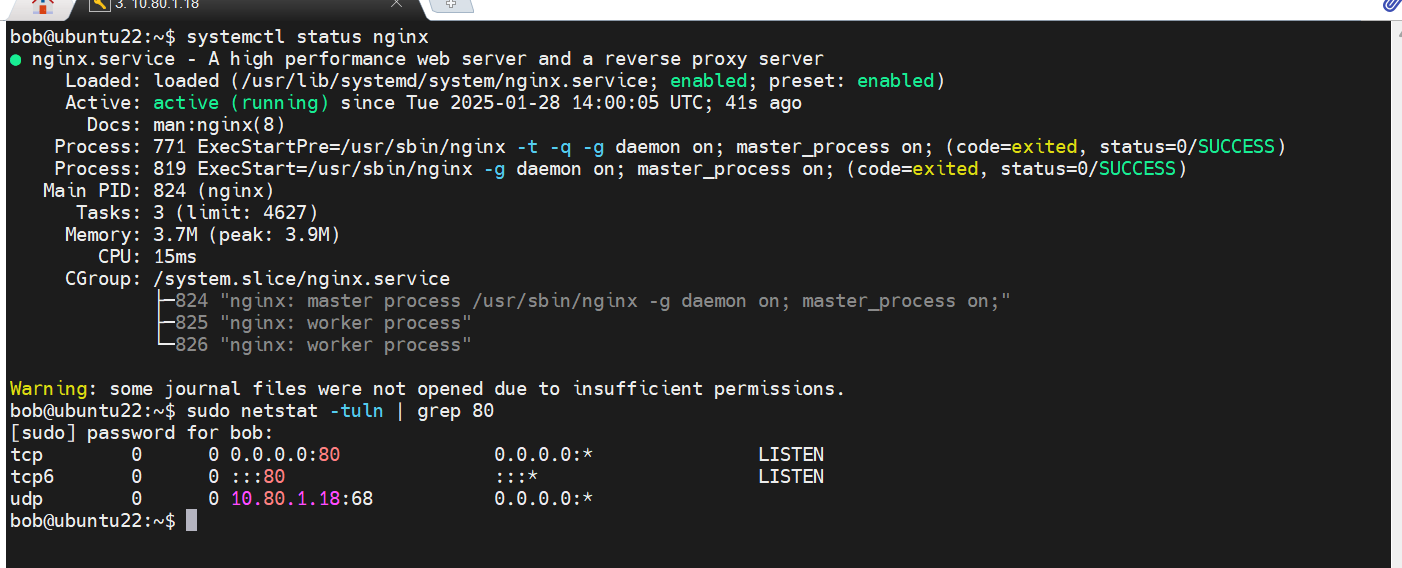 3. 10.80.1.18
bob@ubuntu22:~$ systemctl status nginx
● nginx.service - A high performance web server and a reverse proxy server
     Loaded: loaded (/usr/lib/systemd/system/nginx.service; enabled; preset: enabled)
     Active: active (running) since Tue 2025-01-28 14:00:05 UTC; 41s ago
       Docs: man:nginx(8)
    Process: 771 ExecStartPre=/usr/sbin/nginx -t -q -g daemon on; master_process on; (code=exited, status=0/SUCCESS)
    Process: 819 ExecStart=/usr/sbin/nginx -g daemon on; master_process on; (code=exited, status=0/SUCCESS)
   Main PID: 824 (nginx)
      Tasks: 3 (limit: 4627)
     Memory: 3.7M (peak: 3.9M)
        CPU: 15ms
     CGroup: /system.slice/nginx.service
             ├─824 "nginx: master process /usr/sbin/nginx -g daemon on; master_process on;"
             ├─825 "nginx: worker process"
             └─826 "nginx: worker process"
Warning: some journal files were not opened due to insufficient permissions.
bob@ubuntu22:~$ sudo netstat -tuln | grep 80
[sudo] password for bob:
tcp        0      0 0.0.0.0:80              0.0.0.0:*               LISTEN
tcp6       0      0 :::80                   :::*                    LISTEN
udp        0      0 10.80.1.18:68           0.0.0.0:*
bob@ubuntu22:~$